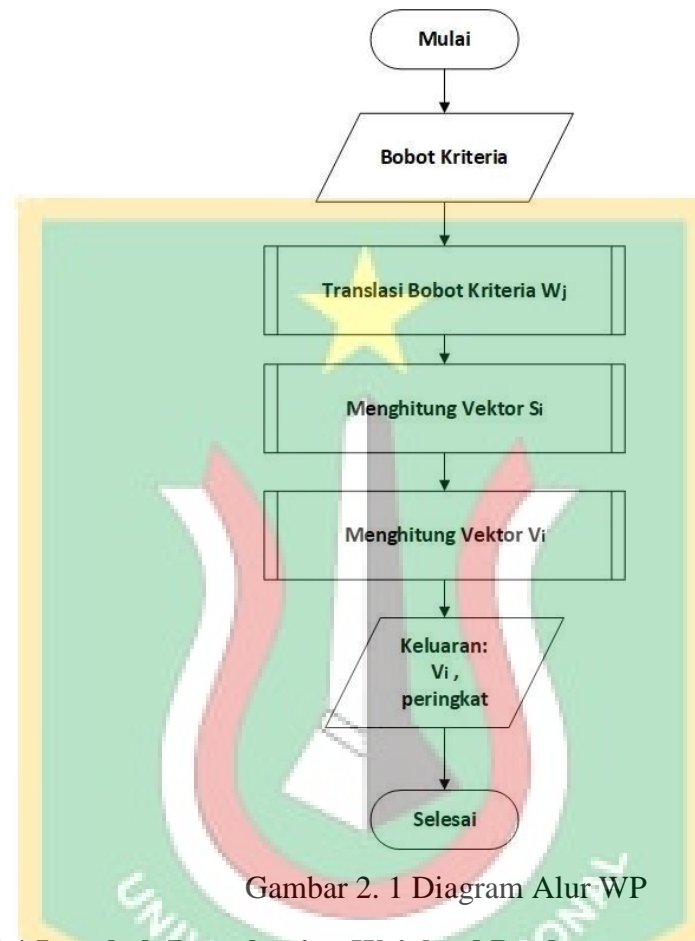 Mulai
Bobot Kriteria
Translasi Bobot Kriteria Wj
Menghitung Vektor Si
Menghitung Vektor Vi
Keluaran:
Vi ,
peringkat
Selesai
Gambar 2. 1 Diagram Alur WP